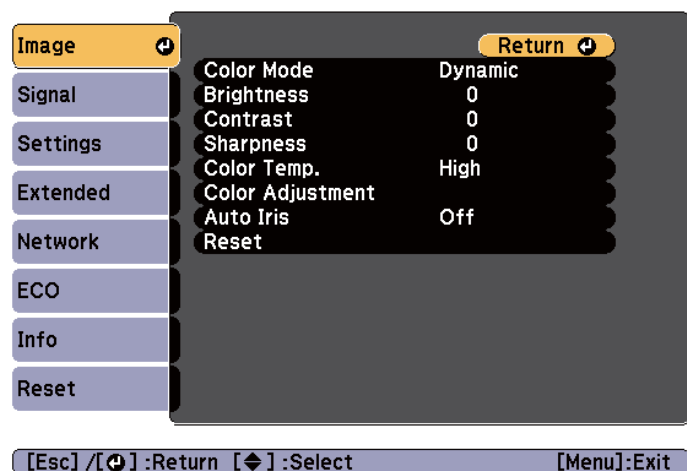 Image
Signal
Settings
Extended
Network
ECO
Info
Reset
Return
Color Mode Dynamic
Brightness 0
Contrast 0
Sharpness 0
Color Temp. High
Color Adjustment
Auto Iris Off
Reset
[Esc] /[⏎] :Return [◆] :Select [Menu]:Exit